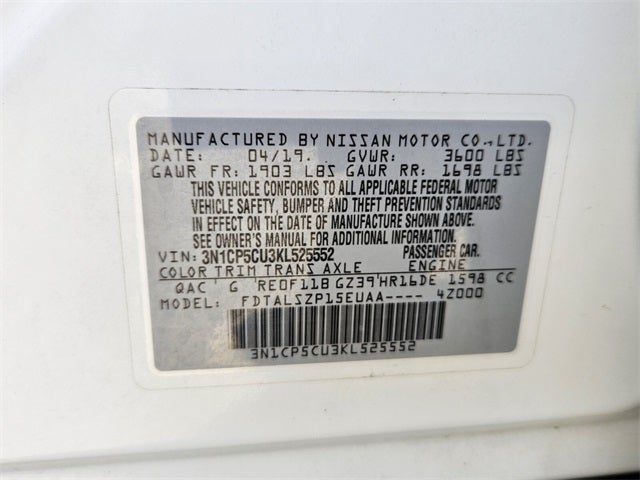 MANUFACTURED BY NISSAN MOTOR CO.,LTD.
DATE: 04/19. GVWR: 3600 LBS
GAWR FR: 1903 LBS GAWR RR: 1698 LBS
THIS VEHICLE CONFORMS TO ALL APPLICABLE FEDERAL MOTOR
VEHICLE SAFETY, BUMPER AND THEFT PREVENTION STANDARDS
IN EFFECT ON THE DATE OF MANUFACTURE SHOWN ABOVE.
SEE OWNER'S MANUAL FOR ADDITIONAL INFORMATION.
VIN: 3N1CP5CU3KL525552 PASSENGER CAR.
COLOR TRIM TRANS AXLE ENGINE
QAC G RE0F11B GZ39 HR16DE 1598 CC
MODEL: FDTALSZP15EUAA---- 4Z000
3N1CP5CU3KL525552